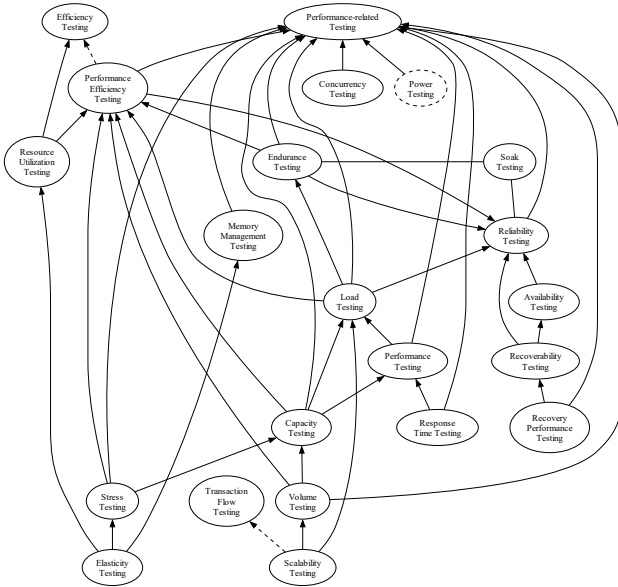 Efficiency
Testing
Performance-related
Testing
Performance
Efficiency
Testing
Concurrency
Testing
Power
Testing
Resource
Utilization
Testing
Endurance
Testing
Soak
Testing
Memory
Management
Testing
Reliability
Testing
Load
Testing
Availability
Testing
Performance
Testing
Recoverability
Testing
Capacity
Testing
Response
Time Testing
Recovery
Performance
Testing
Stress
Testing
Transaction
Flow
Testing
Volume
Testing
Elasticity
Testing
Scalability
Testing